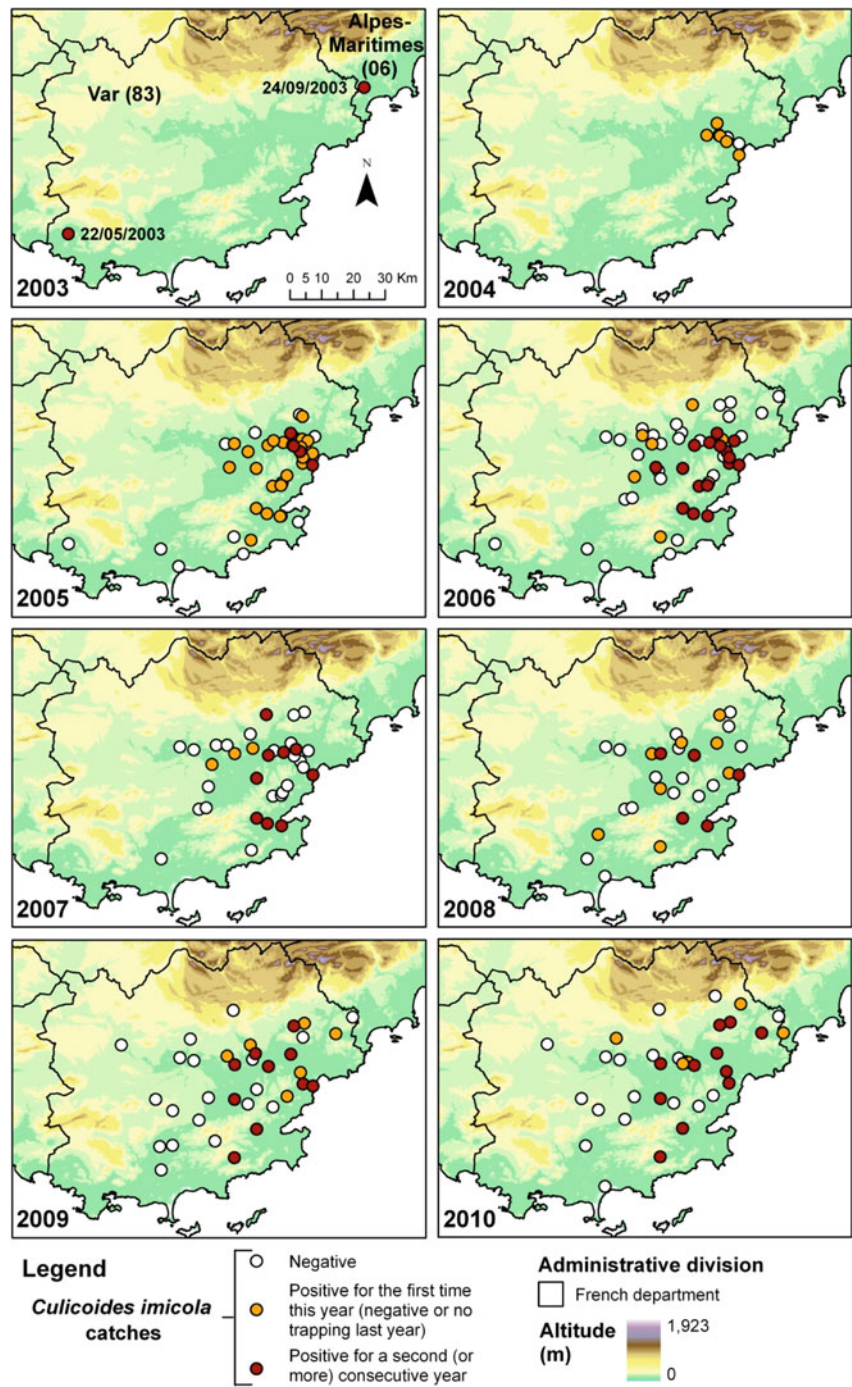 Alpes-
Maritimes
(06)
24/09/2003
Var (83)
N
22/05/2003
0 5 10 30 Km
2003
2004
2005
2006
2007
2008
2009
2010
Legend
Culicoides imicola
catches
Negative
Positive for the first time
this year (negative or no
trapping last year)
Positive for a second (or
more) consecutive year
Administrative division
French department
Altitude
(m)
1,923
0